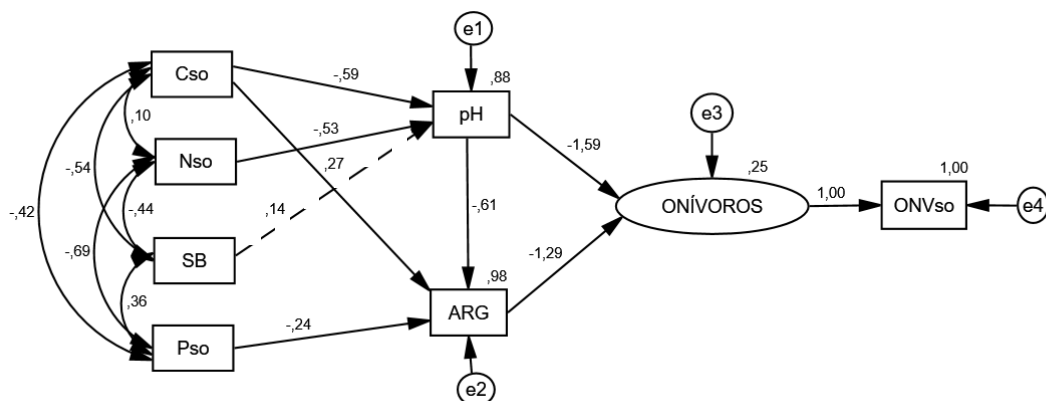 e1
Cso
-,59
,88
pH
,10
Nso
-,53
e3
-,54
,27
-1,59
,25
1,00
-,42
-,44
,14
-,61
ONÍVOROS
1,00
ONVso
e4
-,69
SB
-1,29
,36
,98
Pso
-,24
ARG
e2